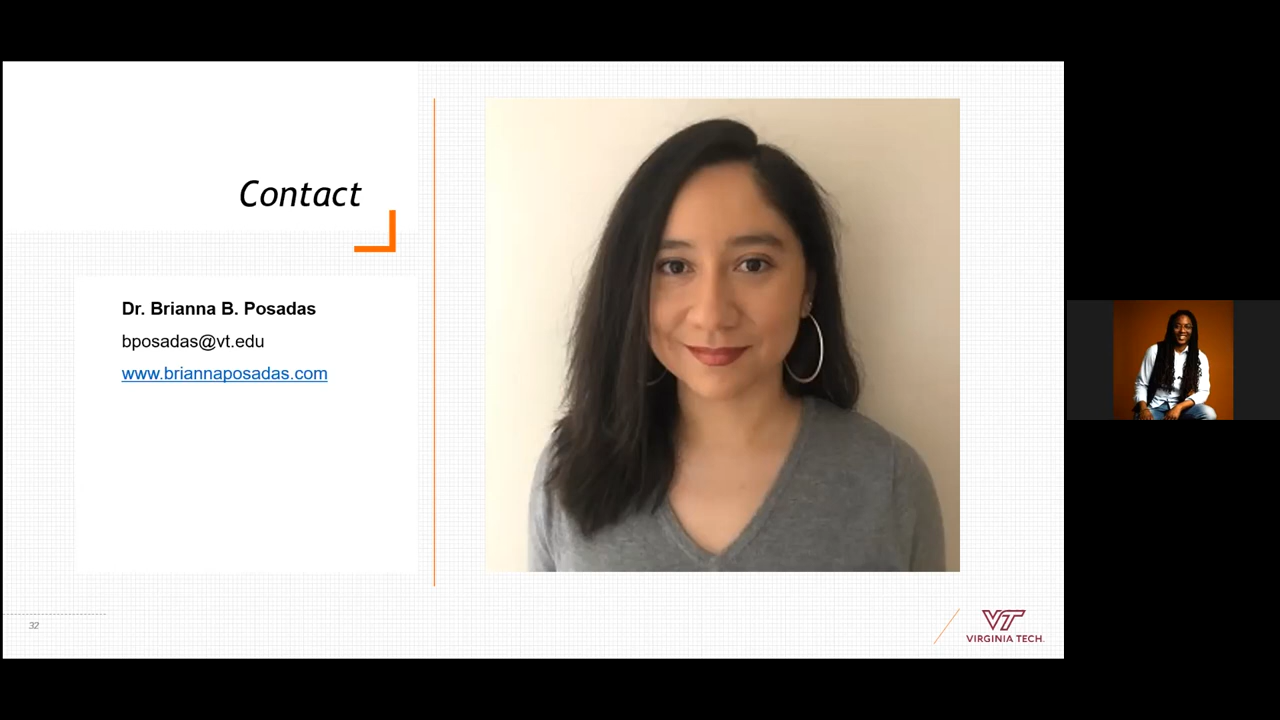 Contact
Dr. Brianna B. Posadas
bposadas@vt.edu
www.briannaposadas.com
32
VT
VIRGINIA TECH.